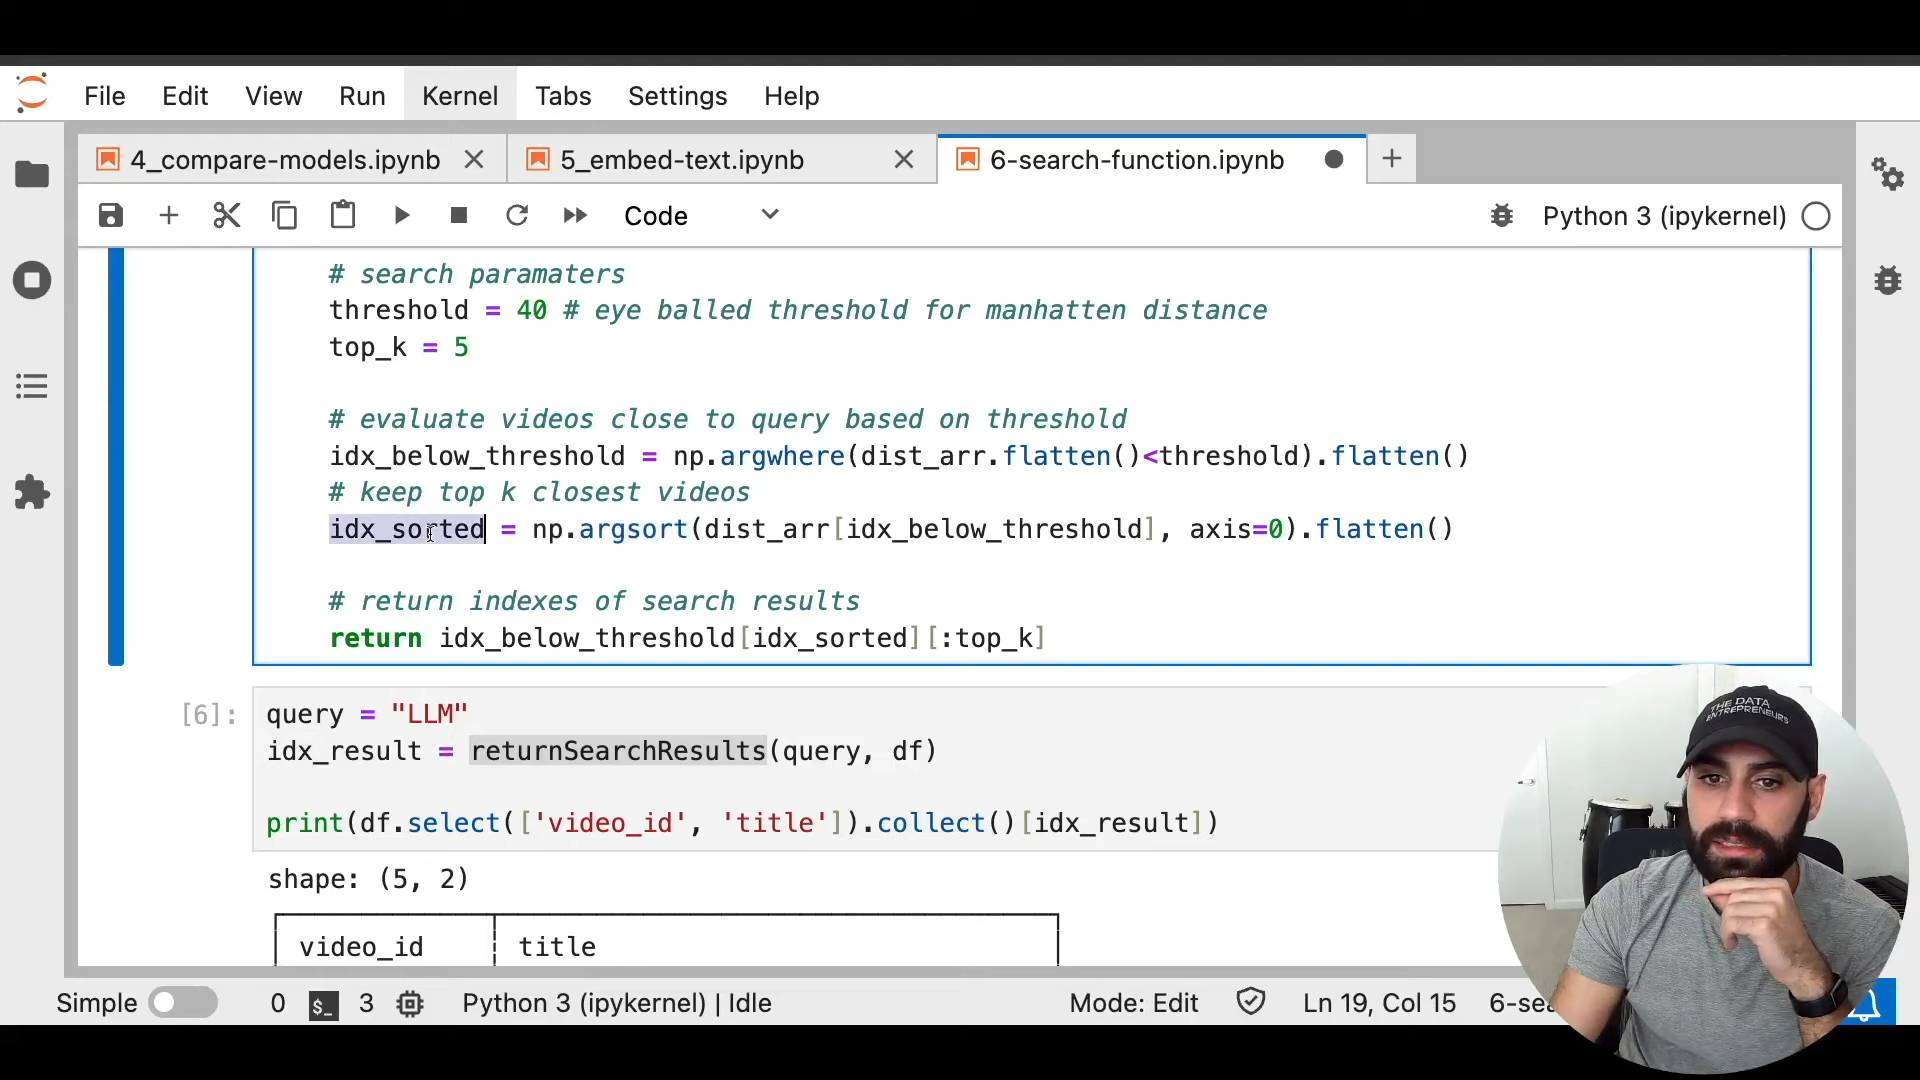 File Edit View Run Kernel Tabs Settings Help
4_compare-models.ipynb 5_embed-text.ipynb 6-search-function.ipynb
Code Python 3 (ipykernel)
# search paramaters
threshold = 40 # eye balled threshold for manhatten distance
top_k = 5
# evaluate videos close to query based on threshold
idx_below_threshold = np.argwhere(dist_arr.flatten()<threshold).flatten()
# keep top k closest videos
idx_sorted = np.argsort(dist_arr[idx_below_threshold], axis=0).flatten()
# return indexes of search results
return idx_below_threshold[idx_sorted][:top_k]
[6]: query = "LLM"
idx_result = returnSearchResults(query, df)
print(df.select(['video_id', 'title']).collect()[idx_result])
shape: (5, 2)
video_id title
THE DATA
ENTREPRENEURS
Simple 0 $_ 3 Python 3 (ipykernel) | Idle Mode: Edit Ln 19, Col 15 6-sea